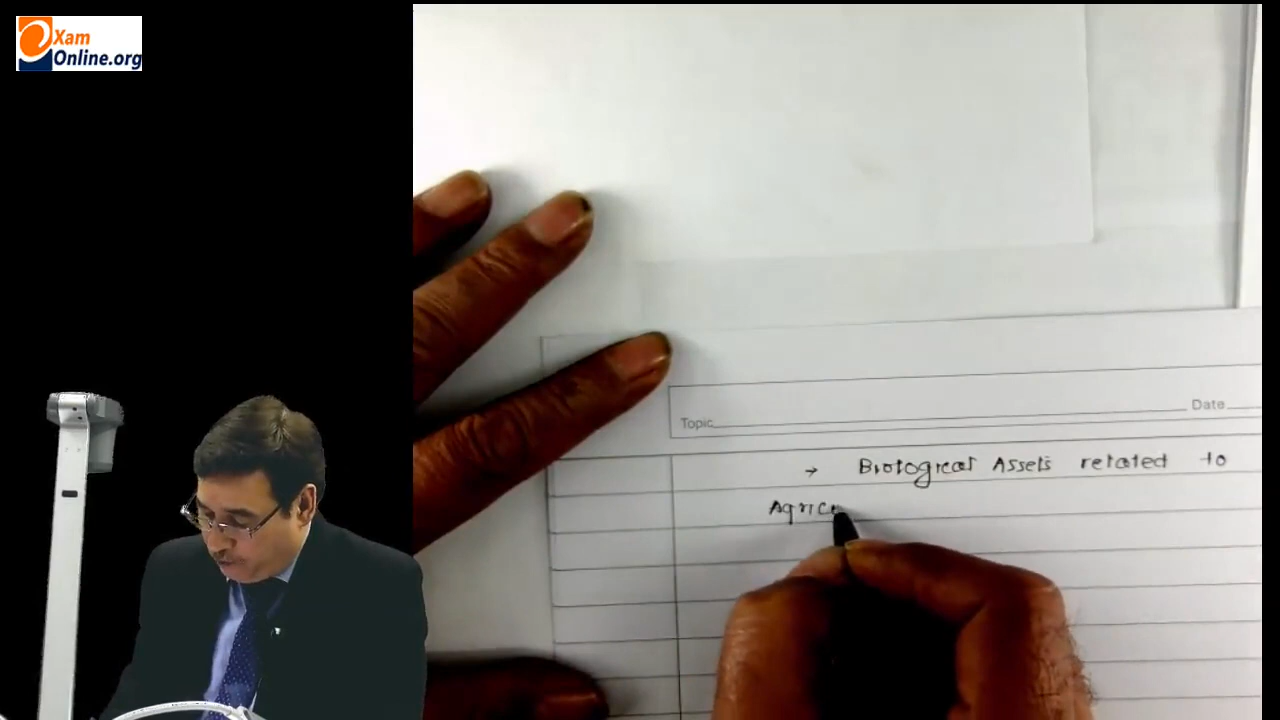 Xam
Online.org
Topic
Date
→ Biological Assets related to
Agric